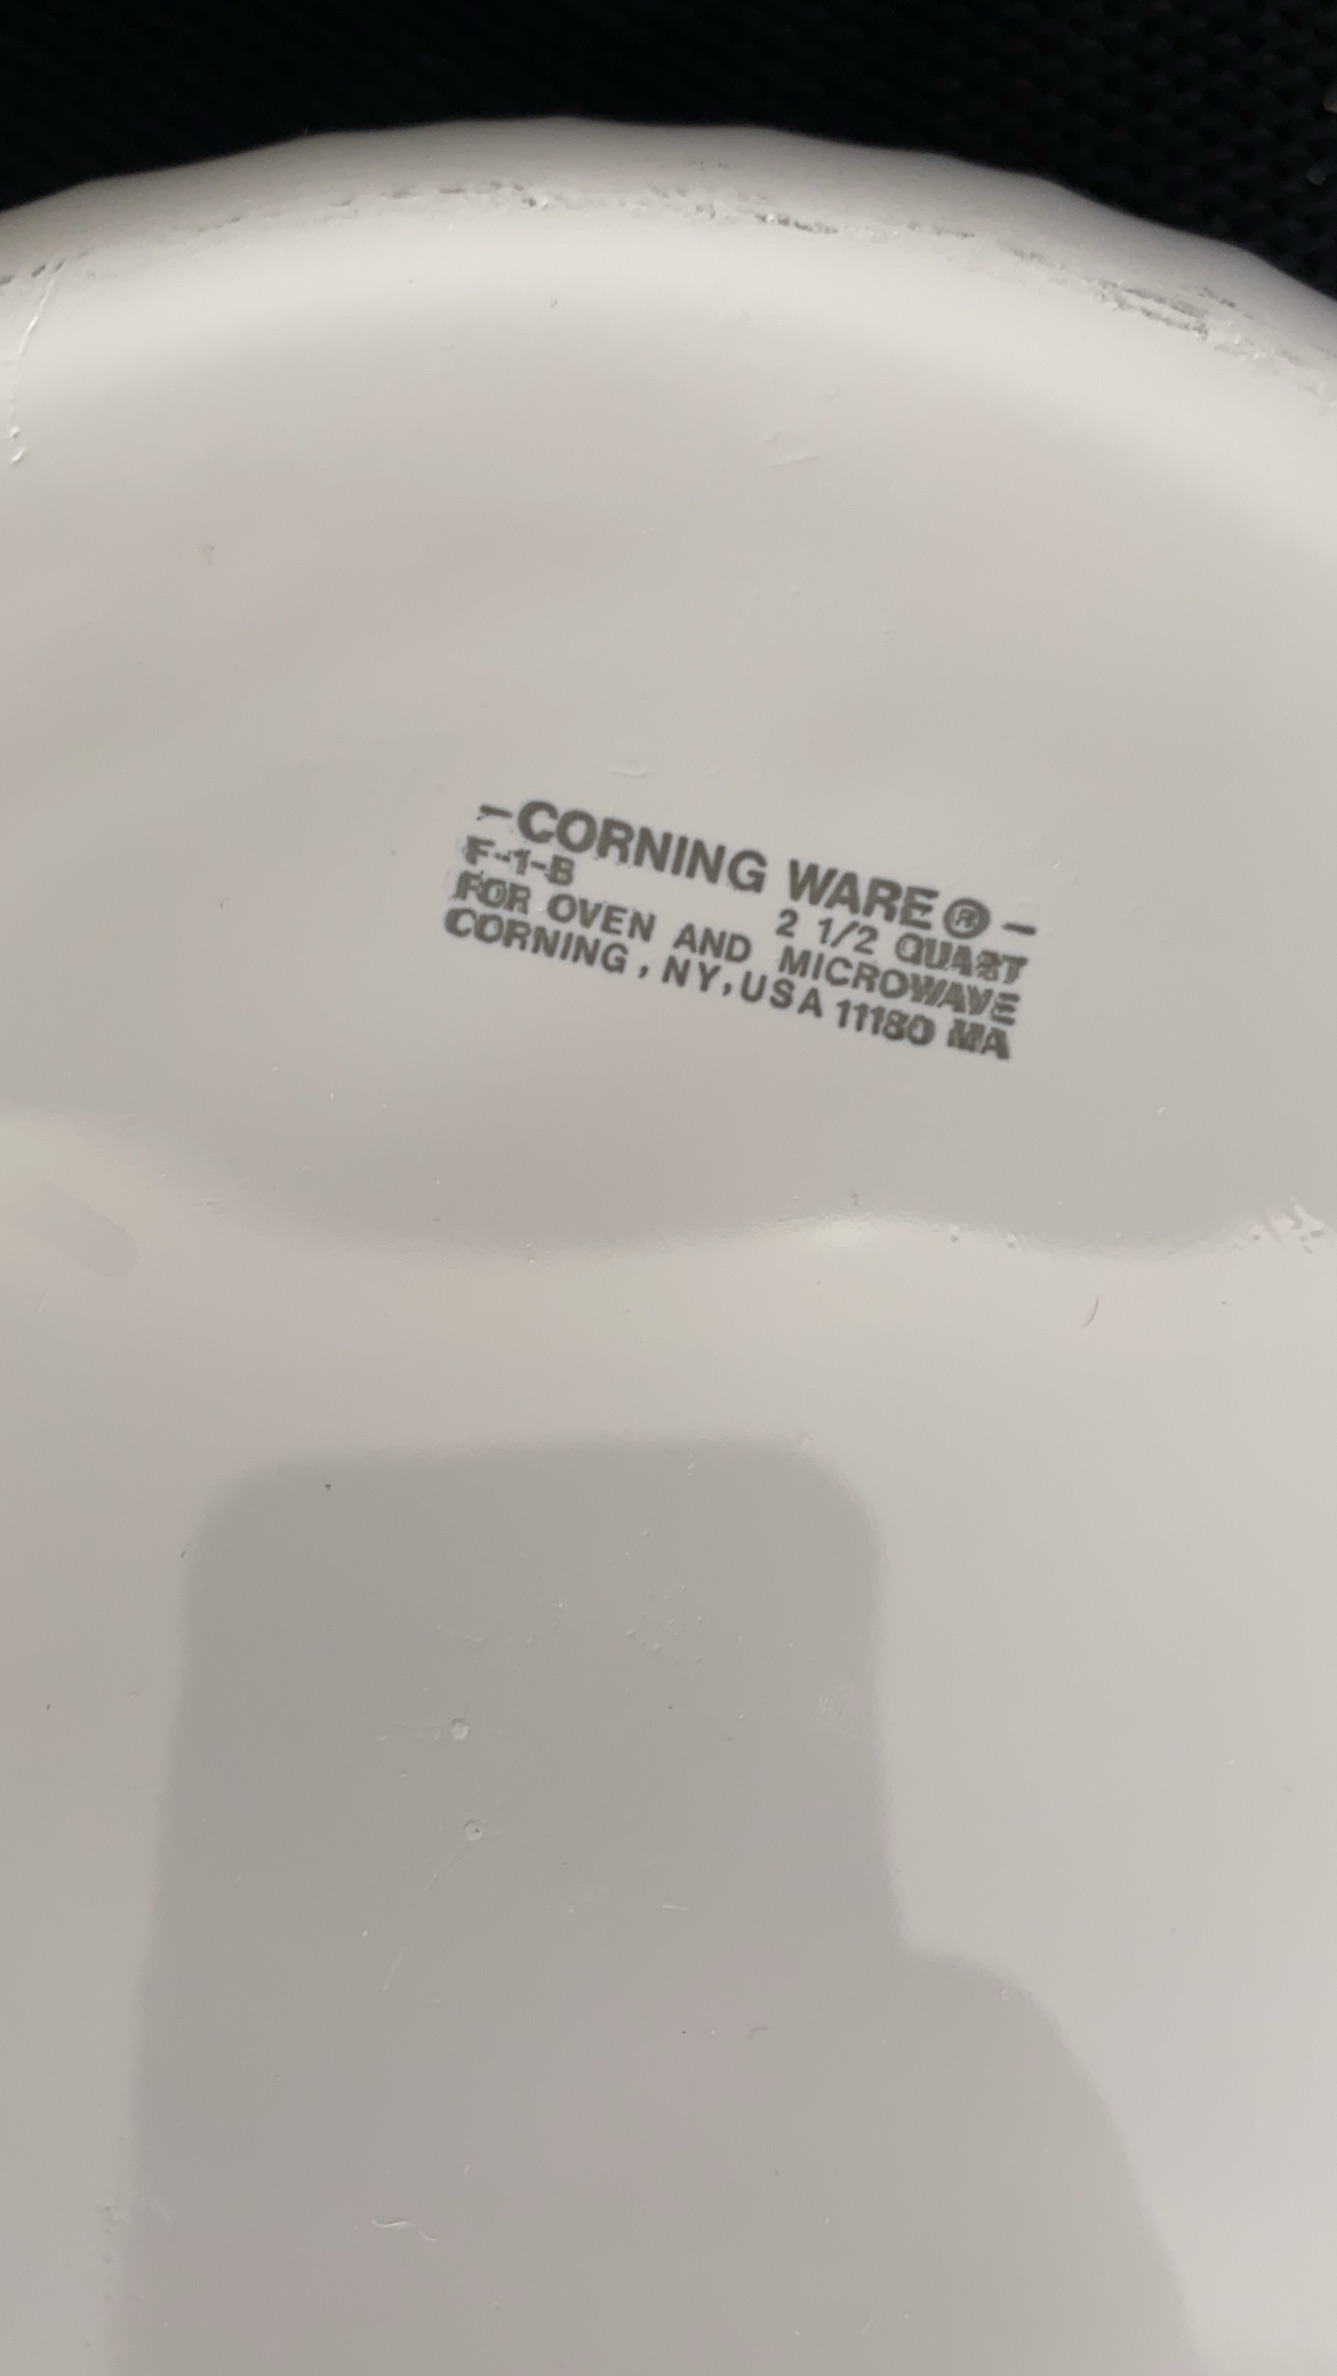 -CORNING WARE® -
F-1-B 2 1/2 QUART
FOR OVEN AND MICROWAVE
CORNING, NY, USA 11180 MA